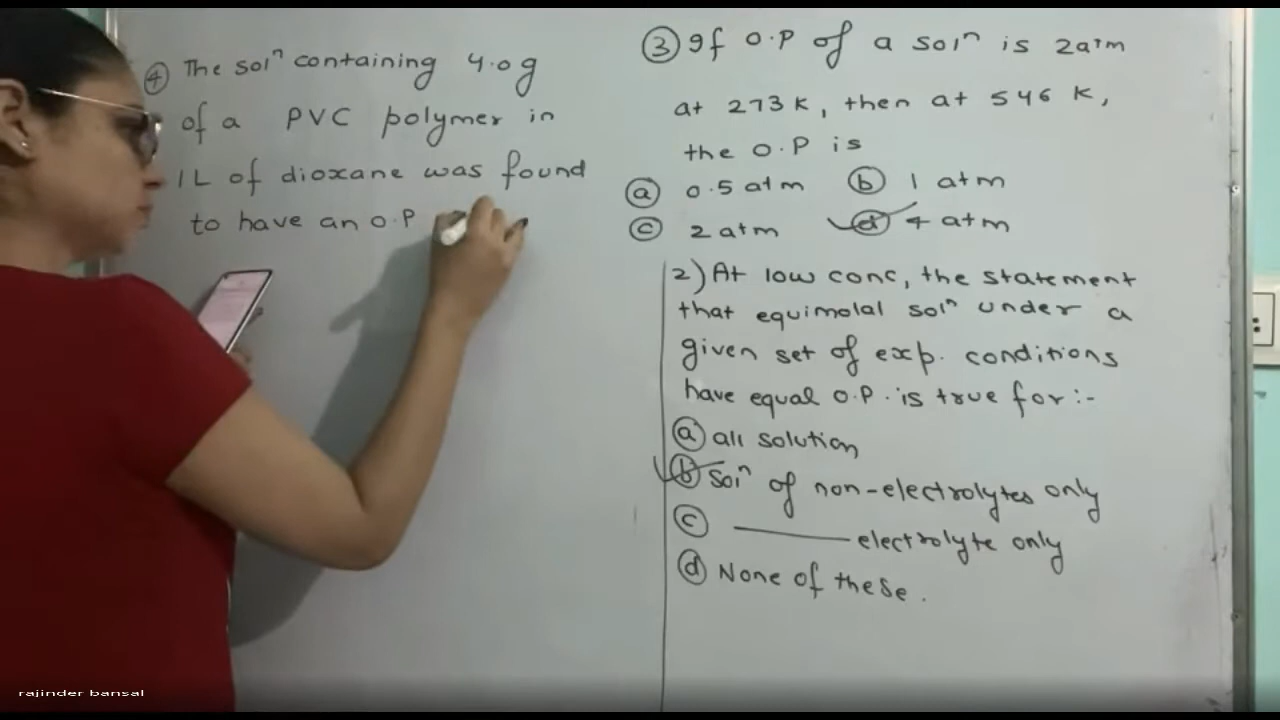 ④ The solⁿ containing 4.0g
of a PVC polymer in
1L of dioxane was found
to have an O.P
③ If O.P of a solⁿ is 2atm
at 273K, then at 546 K,
the O.P is
ⓐ 0.5 atm ⓑ 1 atm
ⓒ 2 atm ⓓ 4 atm
2) At low conc, the statement
that equimolal solⁿ under a
given set of exp. conditions
have equal O.P. is true for :-
ⓐ all solution
ⓑ Solⁿ of non-electrolytes only
ⓒ ——— electrolyte only
ⓓ None of these.
rajinder bansal